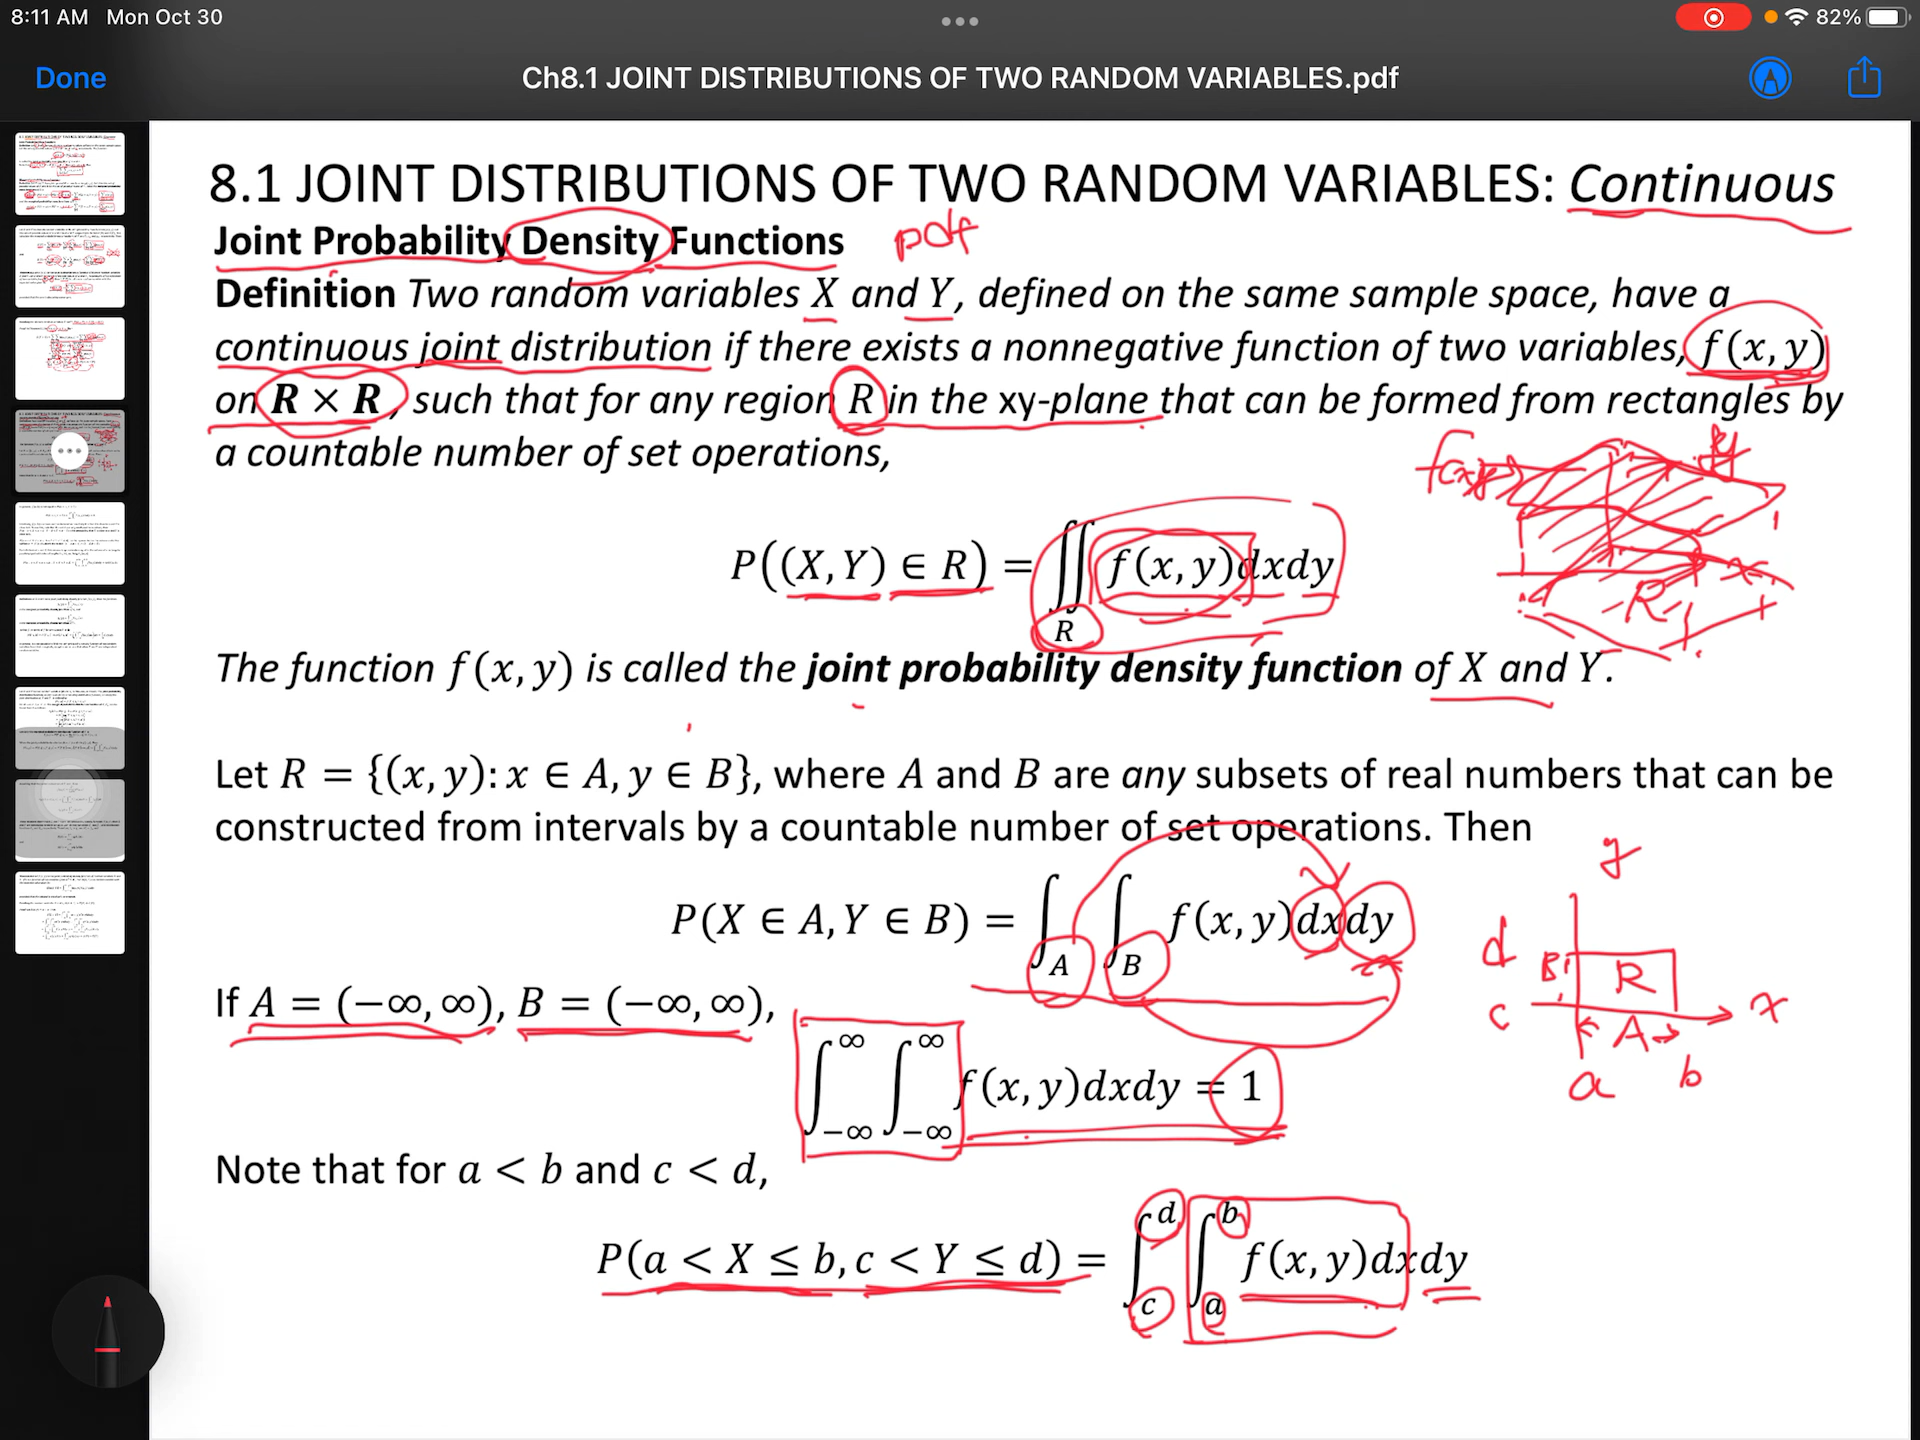 8:11 AM Mon Oct 30
82%
Done
Ch8.1 JOINT DISTRIBUTIONS OF TWO RANDOM VARIABLES.pdf
8.1 JOINT DISTRIBUTIONS OF TWO RANDOM VARIABLES: Continuous
Joint Probability Density Functions pdf
Definition Two random variables X and Y, defined on the same sample space, have a
continuous joint distribution if there exists a nonnegative function of two variables, f(x, y)
on R × R, such that for any region R in the xy-plane that can be formed from rectangles by
a countable number of set operations,
f(x,y)
P((X, Y) ∈ R) = ∬_R f(x, y)dxdy
R
The function f(x, y) is called the joint probability density function of X and Y.
Let R = {(x, y): x ∈ A, y ∈ B}, where A and B are any subsets of real numbers that can be
constructed from intervals by a countable number of set operations. Then
y
P(X ∈ A, Y ∈ B) = ∫_A ∫_B f(x, y)dxdy
d B R
If A = (−∞, ∞), B = (−∞, ∞),
c A x
a b
∫_{−∞}^{∞} ∫_{−∞}^{∞} f(x, y)dxdy = 1
Note that for a < b and c < d,
P(a < X ≤ b, c < Y ≤ d) = ∫_c^d ∫_a^b f(x, y)dxdy